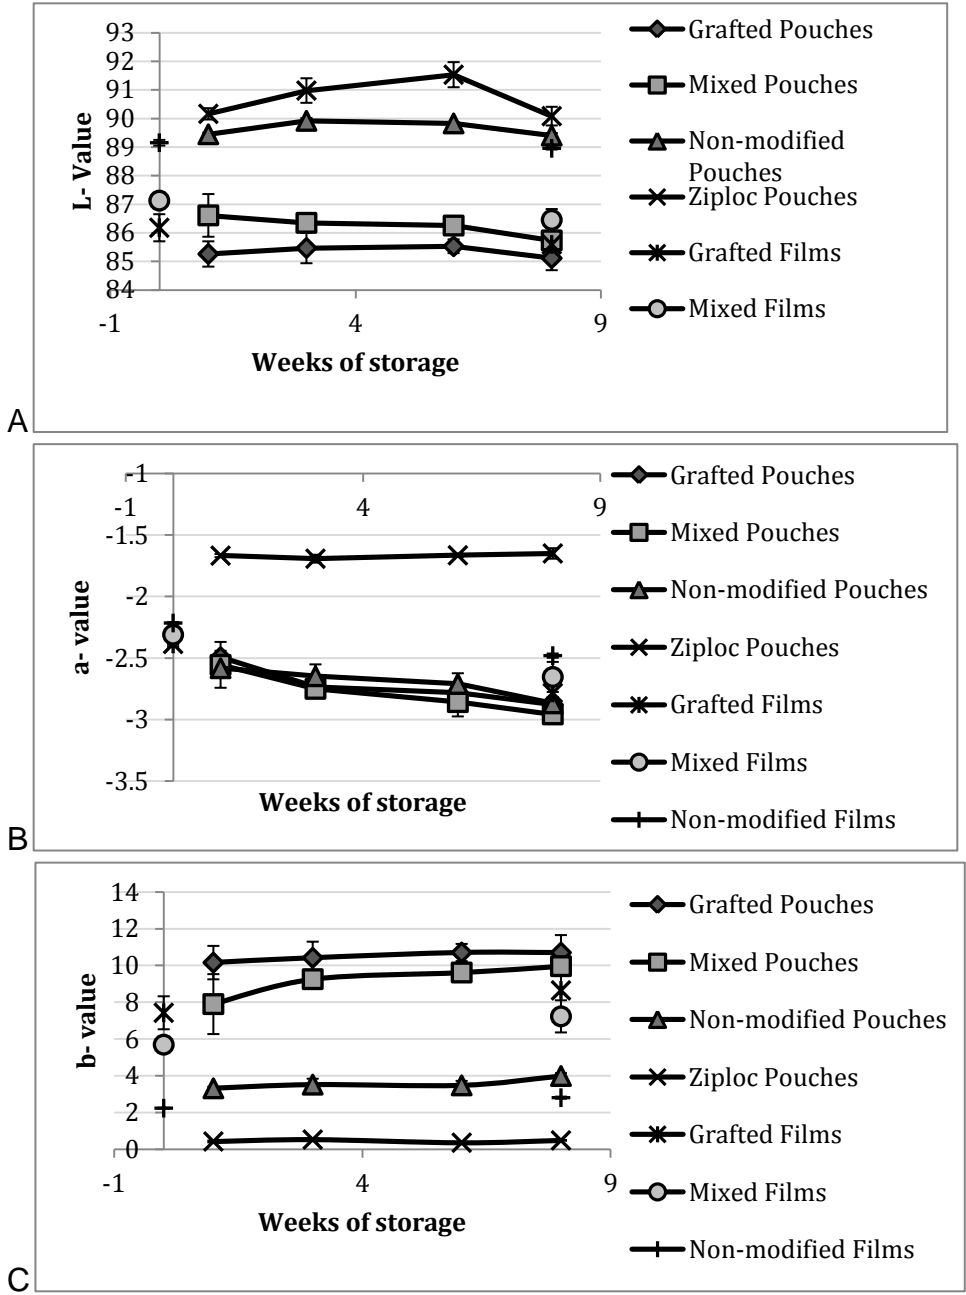 93
92
91
90
89
88
87
86
85
84
-1
4
9
L- Value
Weeks of storage
Grafted Pouches
Mixed Pouches
Non-modified
Pouches
Ziploc Pouches
Grafted Films
Mixed Films
A
-1
-1.5
-2
-2.5
-3
-3.5
-1
4
9
a- value
Weeks of storage
Grafted Pouches
Mixed Pouches
Non-modified Pouches
Ziploc Pouches
Grafted Films
Mixed Films
Non-modified Films
B
14
12
10
8
6
4
2
0
-1
4
9
b- value
Weeks of storage
Grafted Pouches
Mixed Pouches
Non-modified Pouches
Ziploc Pouches
Grafted Films
Mixed Films
Non-modified Films
C